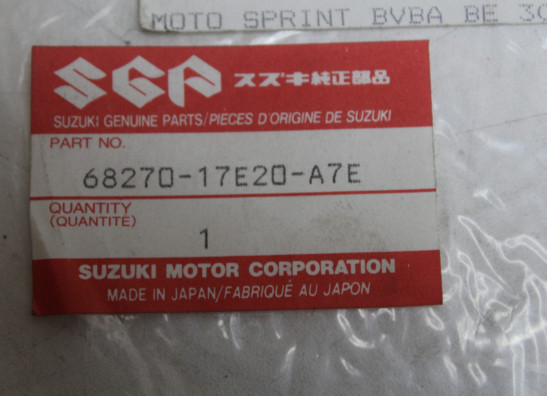 MOTO SPRINT BVBA BE
SGP スズキ純正部品
SUZUKI GENUINE PARTS/PIECES D'ORIGINE DE SUZUKI
PART NO.
68270-17E20-A7E
QUANTITY
(QUANTITÉ)
1
SUZUKI MOTOR CORPORATION
MADE IN JAPAN/FABRIQUÉ AU JAPON